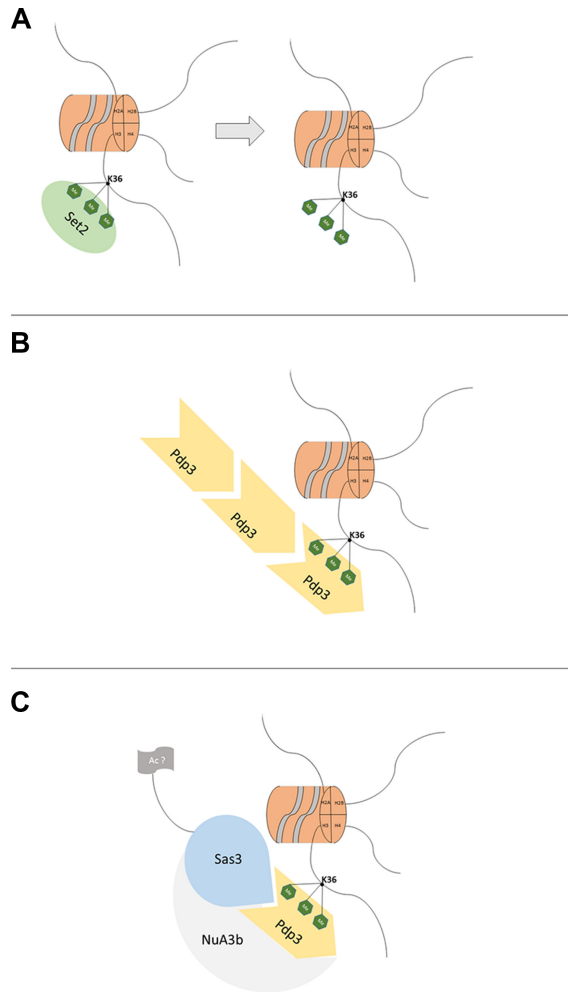 A
H2A H2B H2A H2B
H3 H4 H3 H4
K36 K36
Me Me
Me Me
Me Me
Set2
B
Pdp3
H2A H2B
H3 H4
Pdp3
K36
Me
Me
Me
Pdp3
C
Ac ?
H2A H2B
H3 H4
Sas3
K36
Me
Me
Me
Pdp3
NuA3b